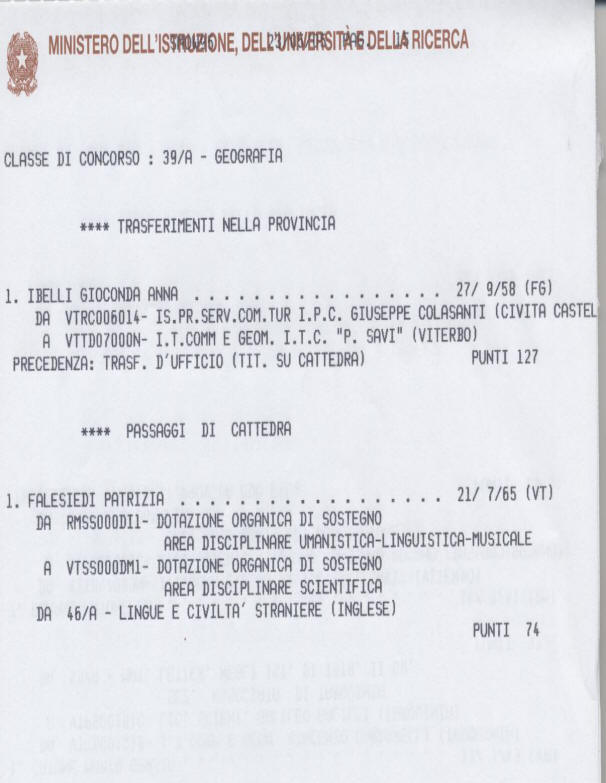 MINISTERO DELL'ISTRUZIONE, DELL'UNIVERSITÀ E DELLA RICERCA
PAG. 15
CLASSE DI CONCORSO : 39/A - GEOGRAFIA
**** TRASFERIMENTI NELLA PROVINCIA
1. IBELLI GIOCONDA ANNA . . . . . . . . . . . . . . . . . 27/ 9/58 (FG)
DA VTRC006014- IS.PR.SERV.COM.TUR I.P.C. GIUSEPPE COLASANTI (CIVITA CASTEL
A VTTD07000N- I.T.COMM E GEOM. I.T.C. "P. SAVI" (VITERBO)
PRECEDENZA: TRASF. D'UFFICIO (TIT. SU CATTEDRA) PUNTI 127
**** PASSAGGI DI CATTEDRA
1. FALESIEDI PATRIZIA . . . . . . . . . . . . . . . . . . 21/ 7/65 (VT)
DA RMSS000DI1- DOTAZIONE ORGANICA DI SOSTEGNO
AREA DISCIPLINARE UMANISTICA-LINGUISTICA-MUSICALE
A VTSS000DM1- DOTAZIONE ORGANICA DI SOSTEGNO
AREA DISCIPLINARE SCIENTIFICA
DA 46/A - LINGUE E CIVILTA' STRANIERE (INGLESE)
PUNTI 74